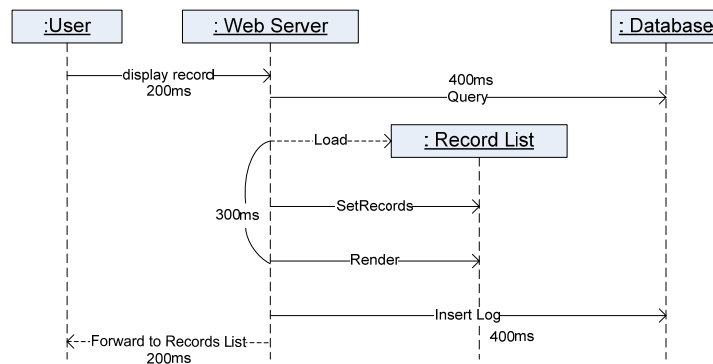 :User
: Web Server
: Database
display record
200ms
400ms
Query
Load
: Record List
SetRecords
300ms
Render
Insert Log
400ms
Forward to Records List
200ms